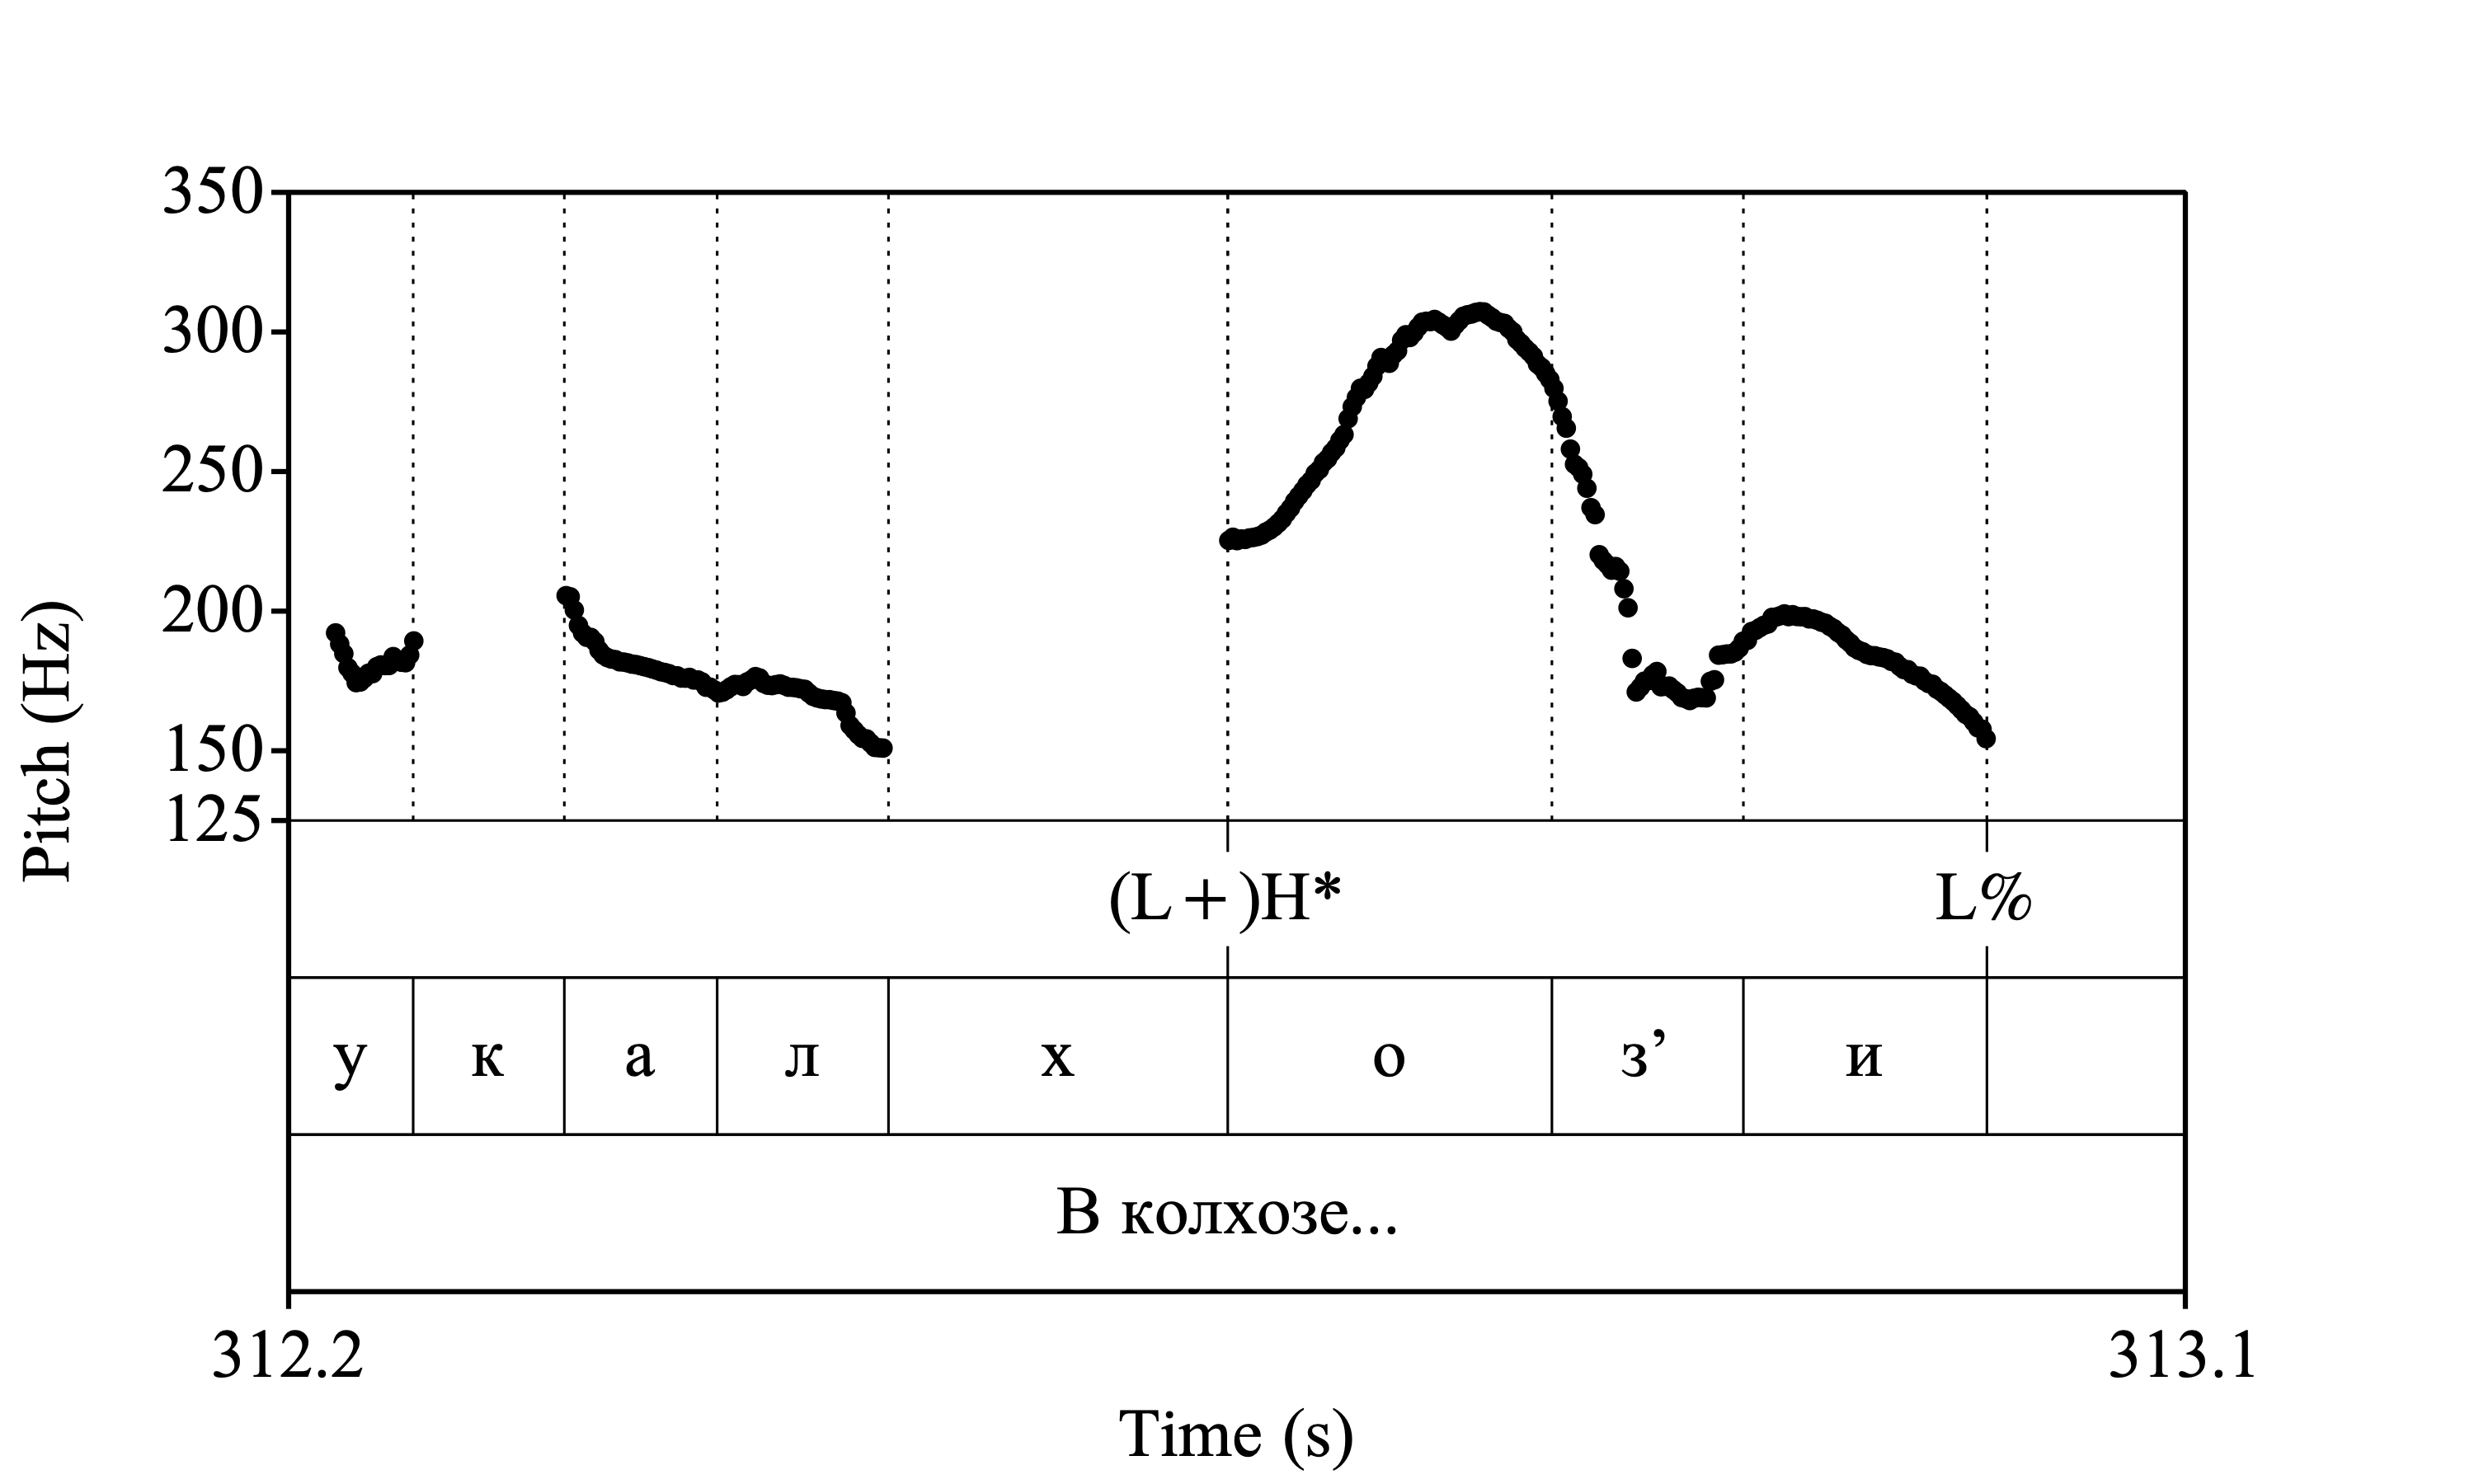 350
300
250
200
150
125
Pitch (Hz)
(L+)H* L%
у к а л х о з’ и
В колхозе...
312.2 313.1
Time (s)